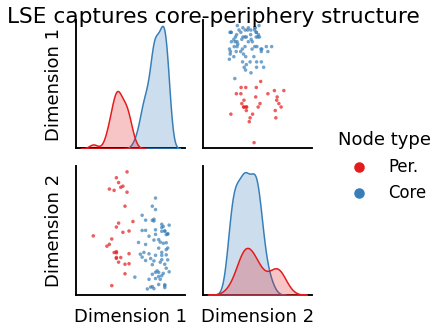 LSE captures core-periphery structure
Dimension 1
Node type
Per.
Core
Dimension 2
Dimension 1
Dimension 2